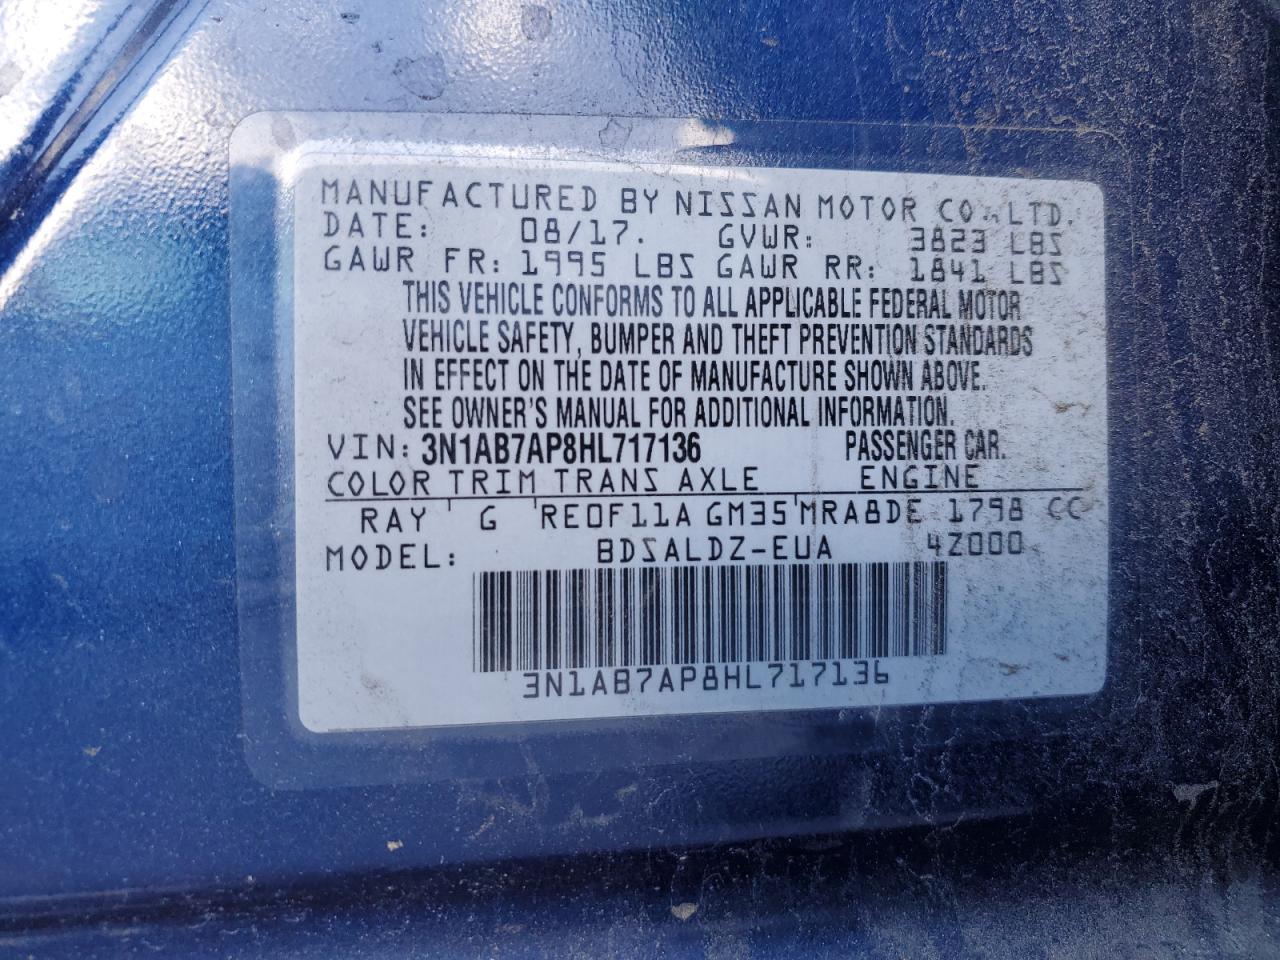 MANUFACTURED BY NISSAN MOTOR CO., LTD.
DATE: 08/17. GVWR: 3823 LBS
GAWR FR: 1995 LBS GAWR RR: 1841 LBS
THIS VEHICLE CONFORMS TO ALL APPLICABLE FEDERAL MOTOR
VEHICLE SAFETY, BUMPER AND THEFT PREVENTION STANDARDS
IN EFFECT ON THE DATE OF MANUFACTURE SHOWN ABOVE.
SEE OWNER'S MANUAL FOR ADDITIONAL INFORMATION.
VIN: 3N1AB7AP8HL717136 PASSENGER CAR.
COLOR TRIM TRANS AXLE ENGINE
RAY G RE0F11A GM35 MRA8DE 1798 CC
MODEL: BDSALDZ-EUA 4Z000
3N1AB7AP8HL717136